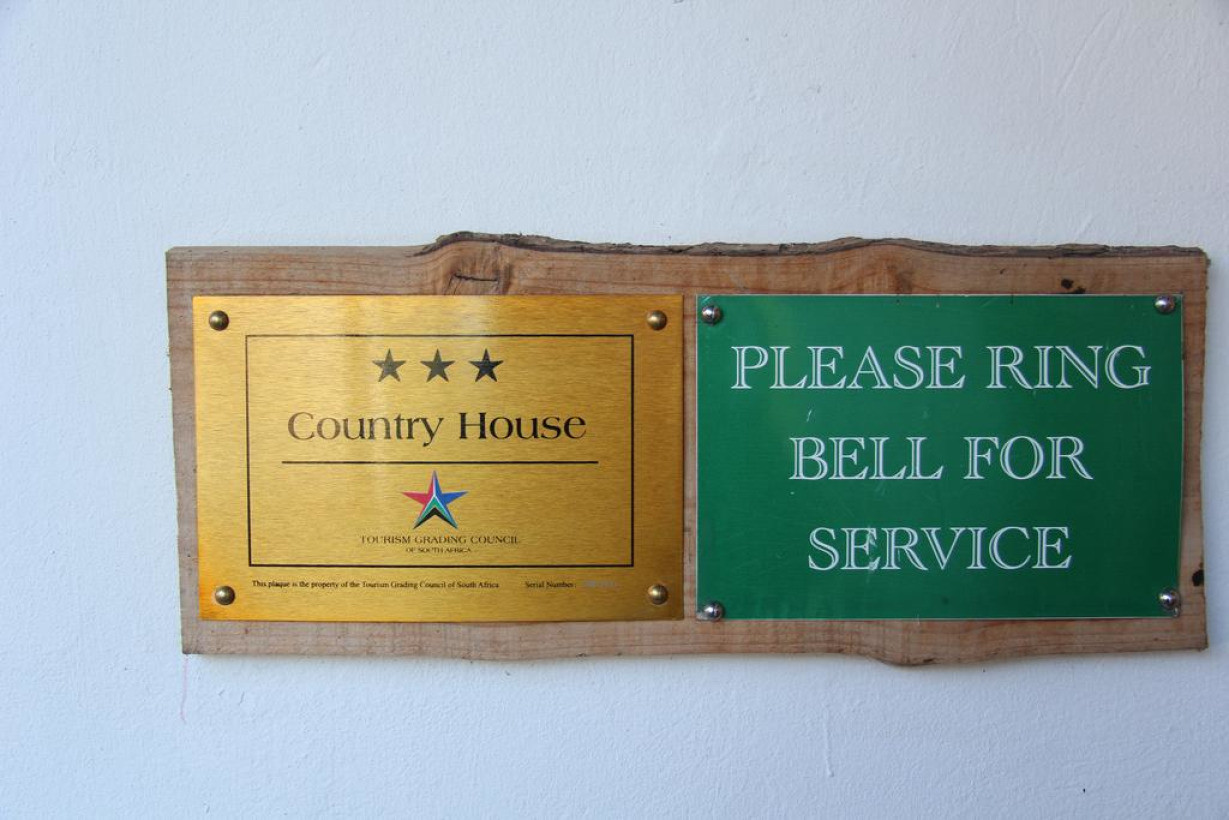 Country House
TOURISM GRADING COUNCIL
OF SOUTH AFRICA
This plaque is the property of the Tourism Grading Council of South Africa Serial Number:
PLEASE RING
BELL FOR
SERVICE